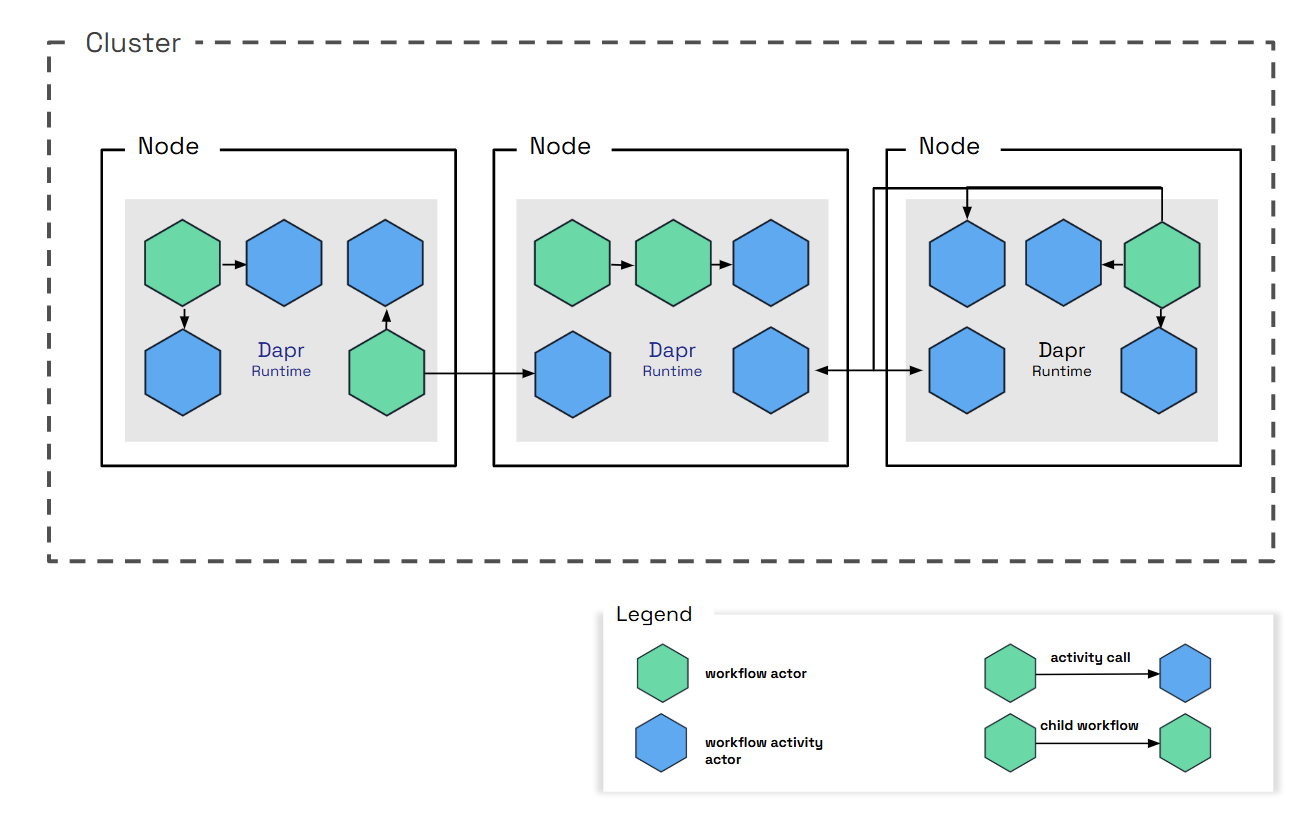 Cluster
Node
Node
Node
Dapr
Runtime
Dapr
Runtime
Dapr
Runtime
Legend
workflow actor
activity call
workflow activity
actor
child workflow